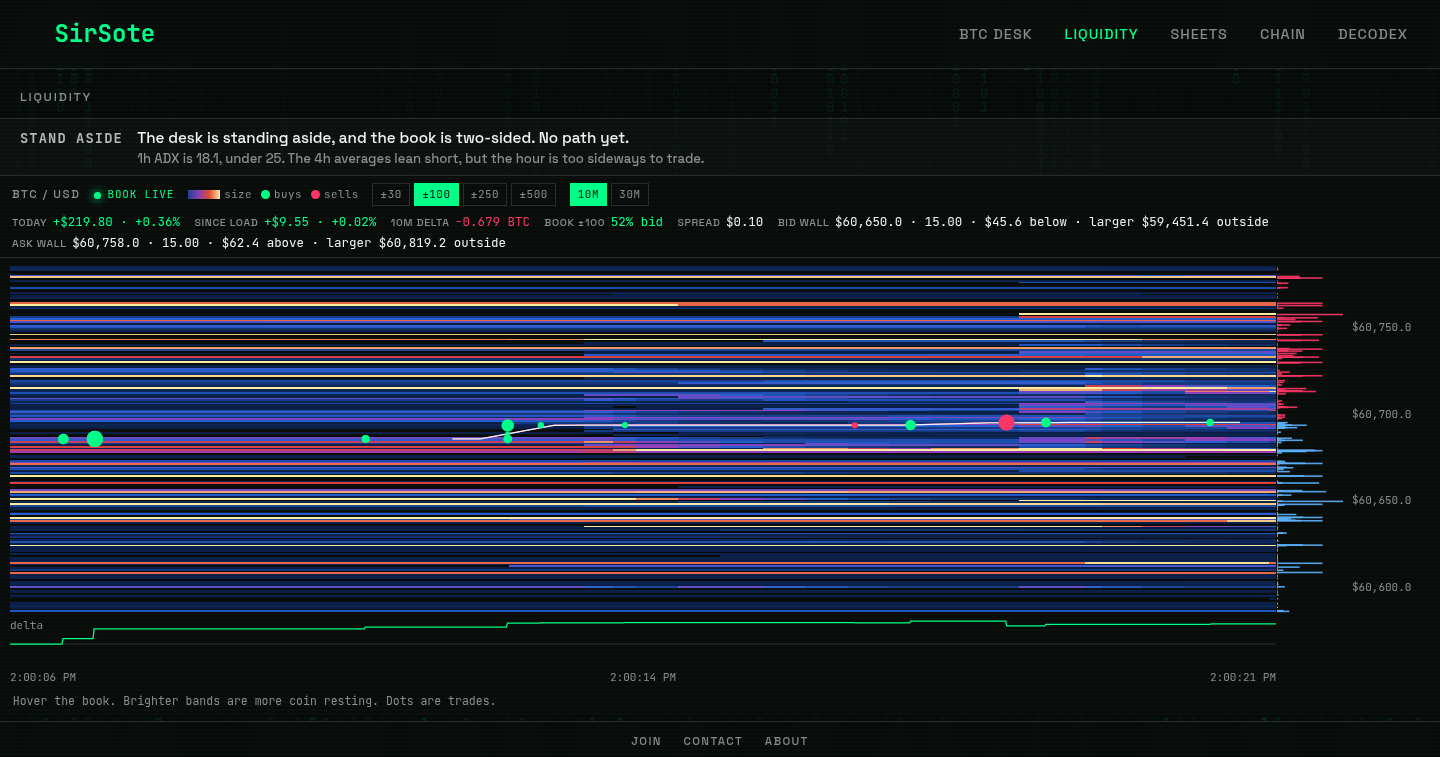 SirSote
BTC DESK LIQUIDITY SHEETS CHAIN DECODEX
LIQUIDITY
STAND ASIDE The desk is standing aside, and the book is two-sided. No path yet.
1h ADX is 18.1, under 25. The 4h averages lean short, but the hour is too sideways to trade.
BTC / USD BOOK LIVE size buys sells ±30 ±100 ±250 ±500 10M 30M
TODAY +$219.80 · +0.36% SINCE LOAD +$9.55 · +0.02% 10M DELTA -0.679 BTC BOOK ±100 52% bid SPREAD $0.10 BID WALL $60,650.0 · 15.00 · $45.6 below · larger $59,451.4 outside
ASK WALL $60,758.0 · 15.00 · $62.4 above · larger $60,819.2 outside
$60,750.0
$60,700.0
$60,650.0
$60,600.0
delta
2:00:06 PM 2:00:14 PM 2:00:21 PM
Hover the book. Brighter bands are more coin resting. Dots are trades.
JOIN CONTACT ABOUT